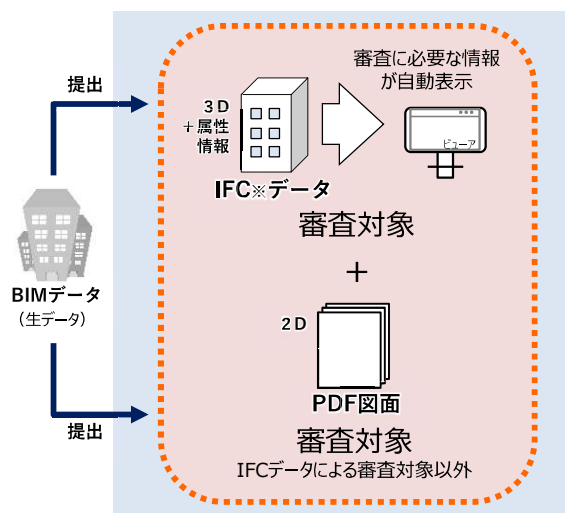 提出
審査に必要な情報
が自動表示
3D
+属性
情報
ビューア
IFC※データ
審査対象
+
BIMデータ
(生データ)
2D
PDF図面
提出
審査対象
IFCデータによる審査対象以外